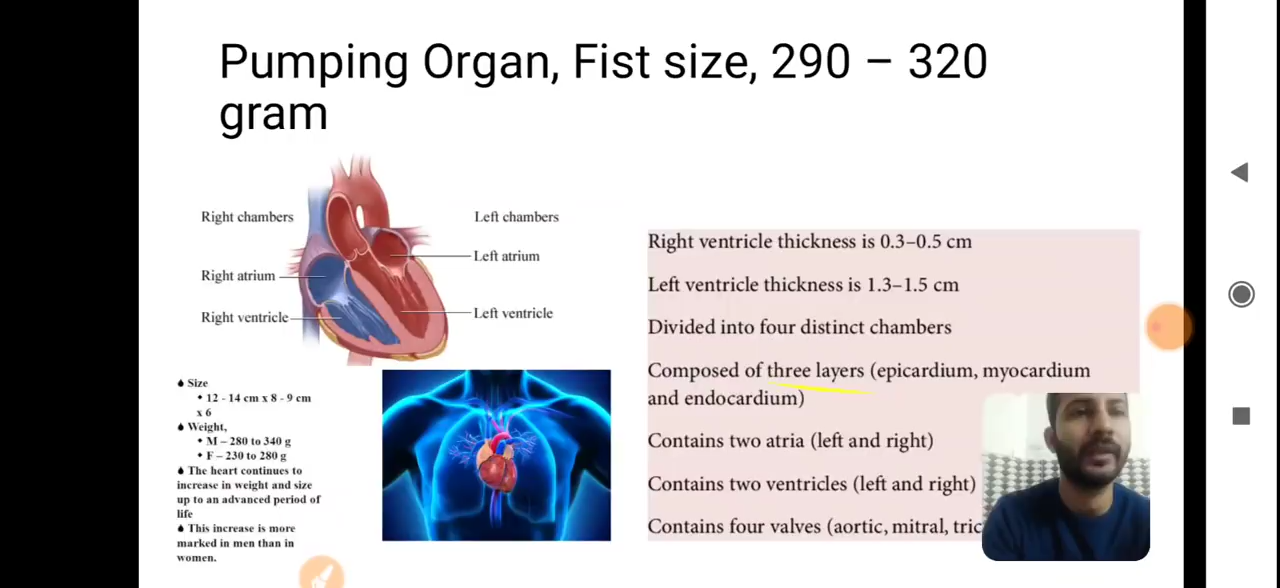 Pumping Organ, Fist size, 290 – 320
gram
Right chambers
Left chambers
Left atrium
Right atrium
Right ventricle
Left ventricle
Size
• 12 - 14 cm x 8 - 9 cm
x 6
Weight,
• M – 280 to 340 g
• F – 230 to 280 g
The heart continues to
increase in weight and size
up to an advanced period of
life
This increase is more
marked in men than in
women.
Right ventricle thickness is 0.3–0.5 cm
Left ventricle thickness is 1.3–1.5 cm
Divided into four distinct chambers
Composed of three layers (epicardium, myocardium
and endocardium)
Contains two atria (left and right)
Contains two ventricles (left and right)
Contains four valves (aortic, mitral, tric